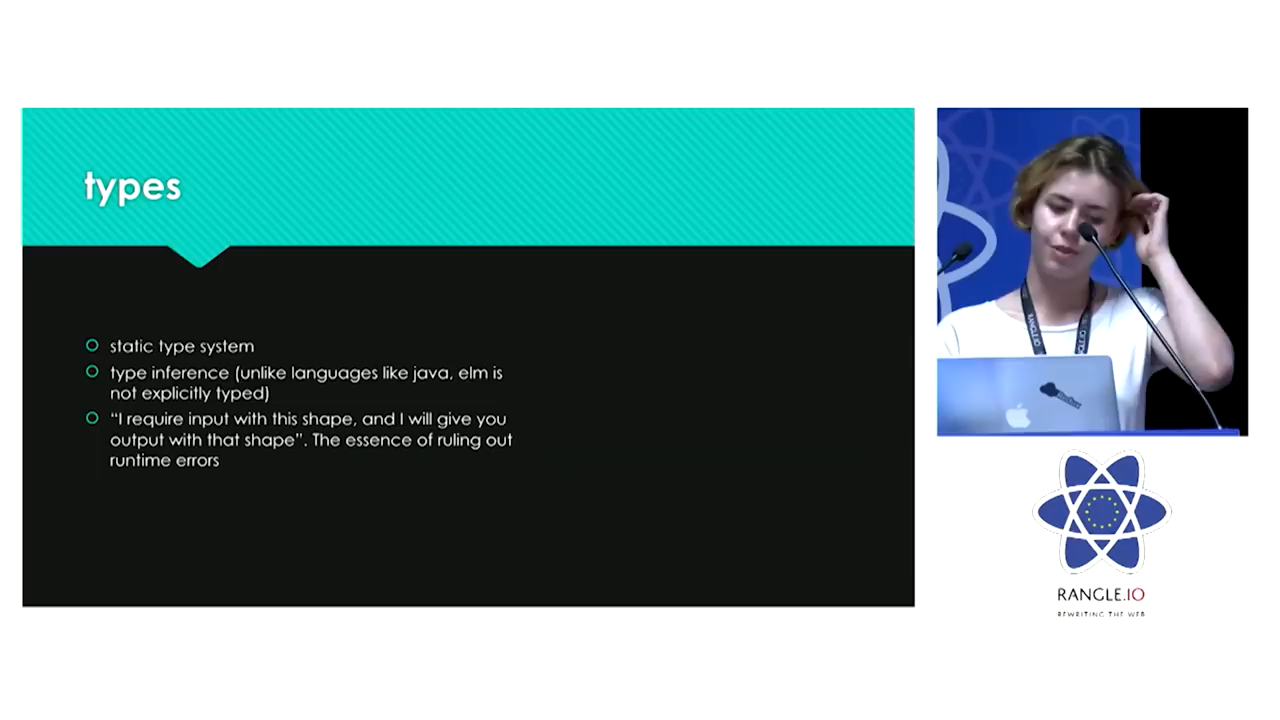 types
static type system
type inference (unlike languages like java, elm is
not explicitly typed)
“I require input with this shape, and I will give you
output with that shape”. The essence of ruling out
runtime errors
RANGLE.IO
REWRITING THE WEB